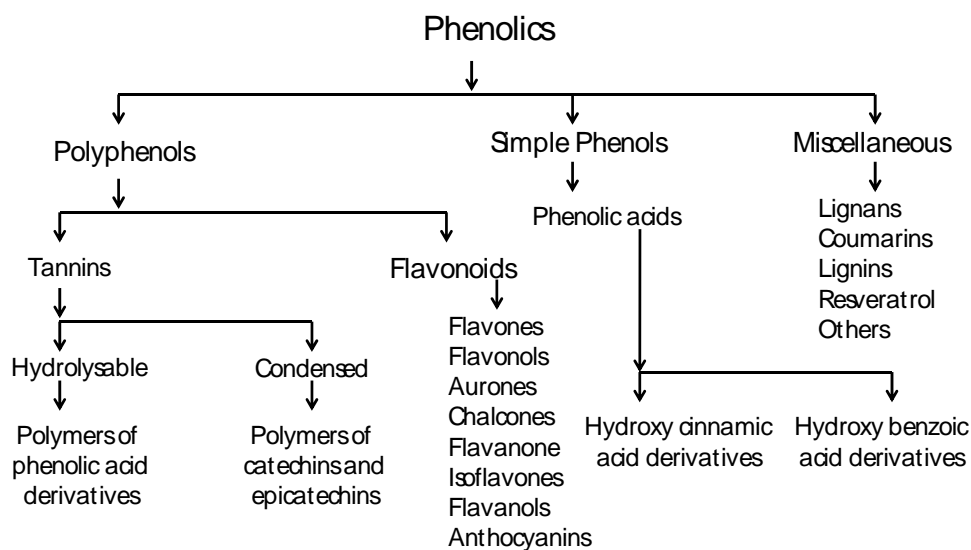 Phenolics
Polyphenols
Simple Phenols
Miscellaneous
Phenolic acids
Lignans
Coumarins
Lignins
Resveratrol
Others
Tannins
Flavonoids
Flavones
Flavonols
Aurones
Chalcones
Flavanone
Isoflavones
Flavanols
Anthocyanins
Hydrolysable
Condensed
Polymers of
phenolic acid
derivatives
Polymers of
catechins and
epicatechins
Hydroxy cinnamic
acid derivatives
Hydroxy benzoic
acid derivatives